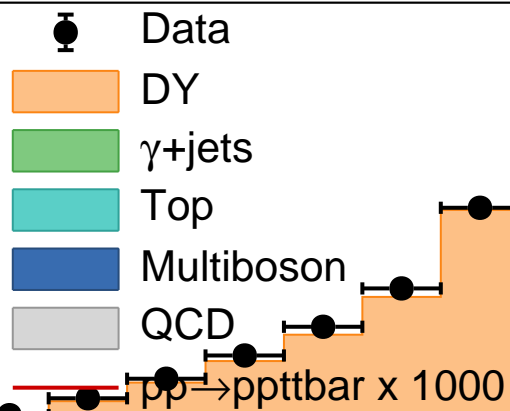 Data
DY
γ+jets
Top
Multiboson
QCD
pp→ppttbar x 1000